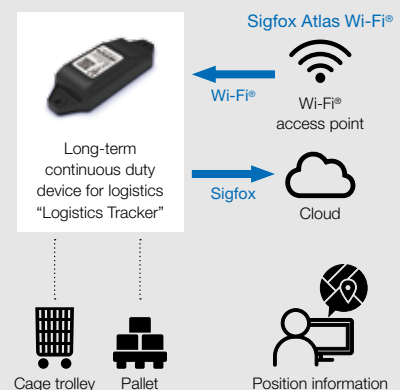 Sigfox Atlas Wi-Fi®
Wi-Fi®
Wi-Fi®
access point
Long-term
continuous duty
device for logistics
“Logistics Tracker”
Sigfox
Cloud
Cage trolley
Pallet
Position information